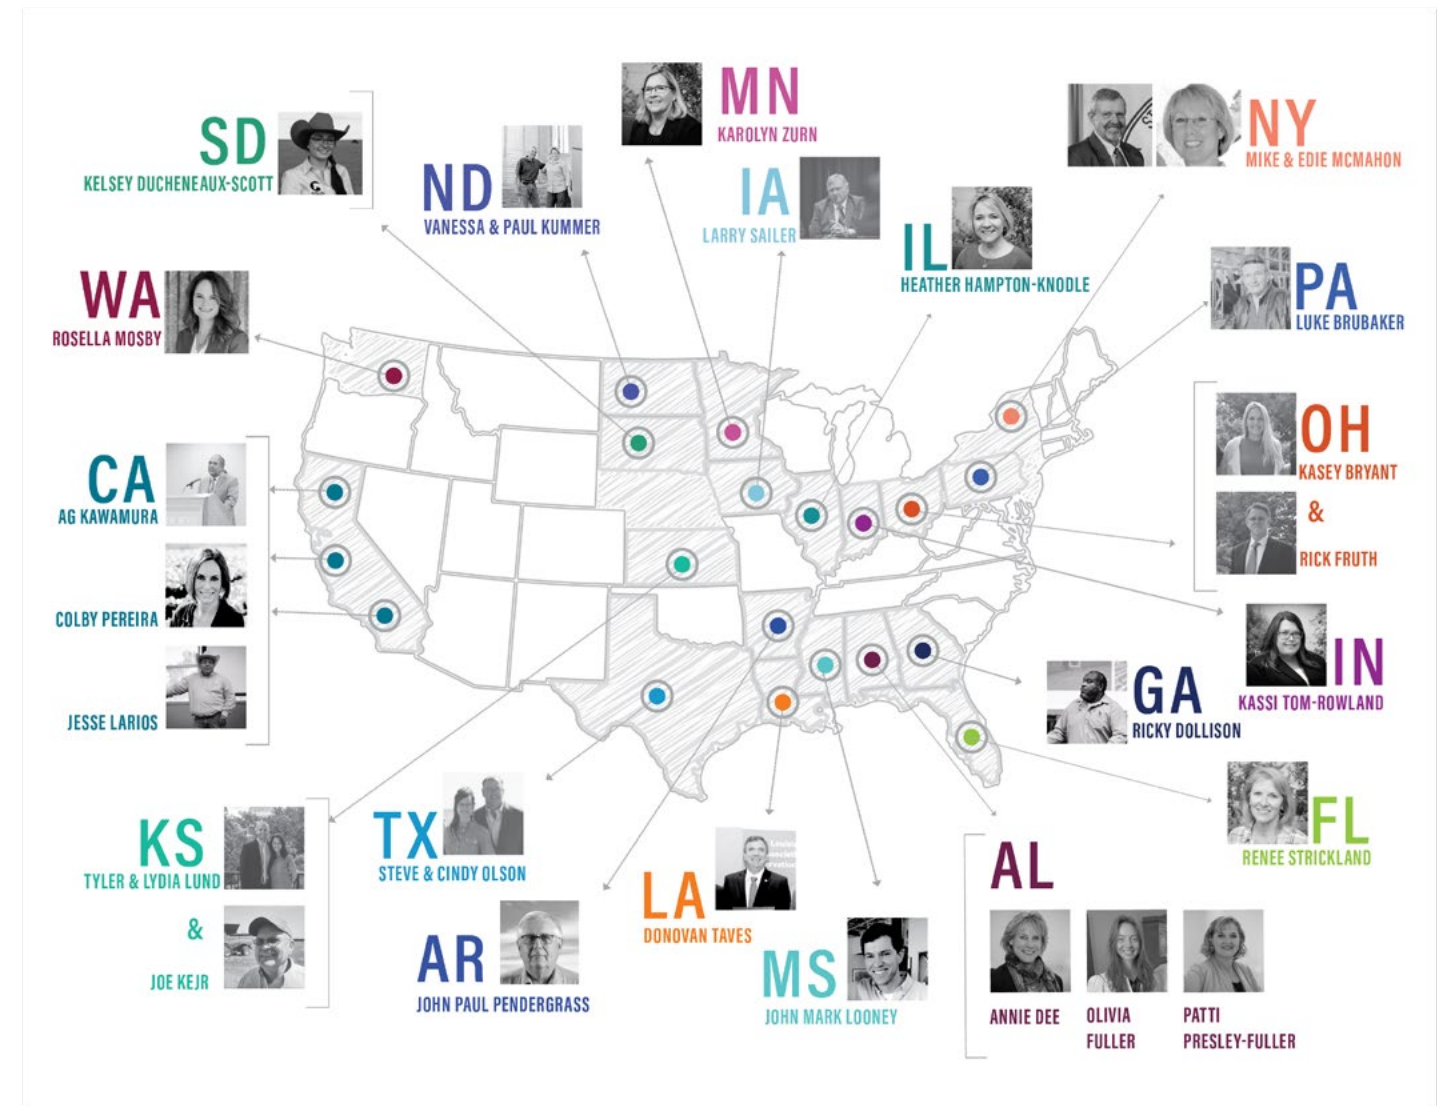 MN
KAROLYN ZURN
NY
MIKE & EDIE MCMAHON
SD
KELSEY DUCHENEAUX-SCOTT
ND
VANESSA & PAUL KUMMER
IA
LARRY SAILER
IL
HEATHER HAMPTON-KNODLE
PA
LUKE BRUBAKER
WA
ROSELLA MOSBY
OH
KASEY BRYANT
&
RICK FRUTH
CA
AG KAWAMURA
COLBY PEREIRA
JESSE LARIOS
IN
KASSI TOM-ROWLAND
GA
RICKY DOLLISON
FL
RENEE STRICKLAND
KS
TYLER & LYDIA LUND
&
JOE KEJR
TX
STEVE & CINDY OLSON
AR
JOHN PAUL PENDERGRASS
LA
DONOVAN TAVES
MS
JOHN MARK LOONEY
AL
ANNIE DEE
OLIVIA
FULLER
PATTI
PRESLEY-FULLER